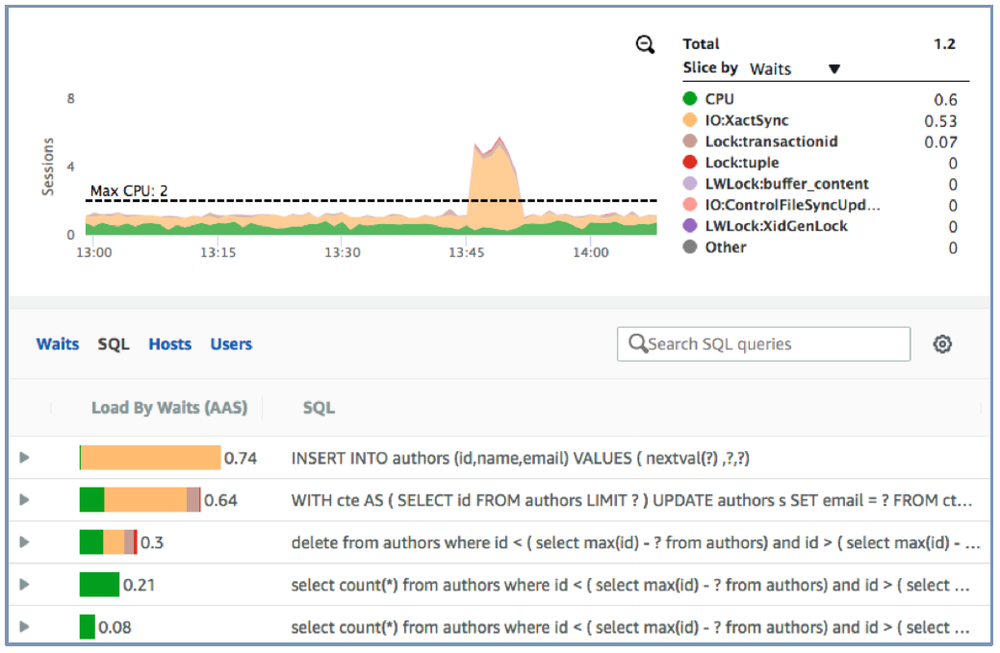 Total 1.2
Slice by Waits
8
CPU 0.6
IO:XactSync 0.53
Lock:transactionid 0.07
Sessions
4
Lock:tuple 0
LWLock:buffer_content 0
Max CPU: 2
IO:ControlFileSyncUpd... 0
LWLock:XidGenLock 0
0
Other 0
13:00 13:15 13:30 13:45 14:00
Waits SQL Hosts Users
Search SQL queries
Load By Waits (AAS) SQL
0.74 INSERT INTO authors (id,name,email) VALUES ( nextval(?) ,?,?)
0.64 WITH cte AS ( SELECT id FROM authors LIMIT ? ) UPDATE authors s SET email = ? FROM ct...
0.3 delete from authors where id < ( select max(id) - ? from authors) and id > ( select max(id) - ...
0.21 select count(*) from authors where id < ( select max(id) - ? from authors) and id > ( select ...
0.08 select count(*) from authors where id < ( select max(id) - ? from authors) and id > ( select ...